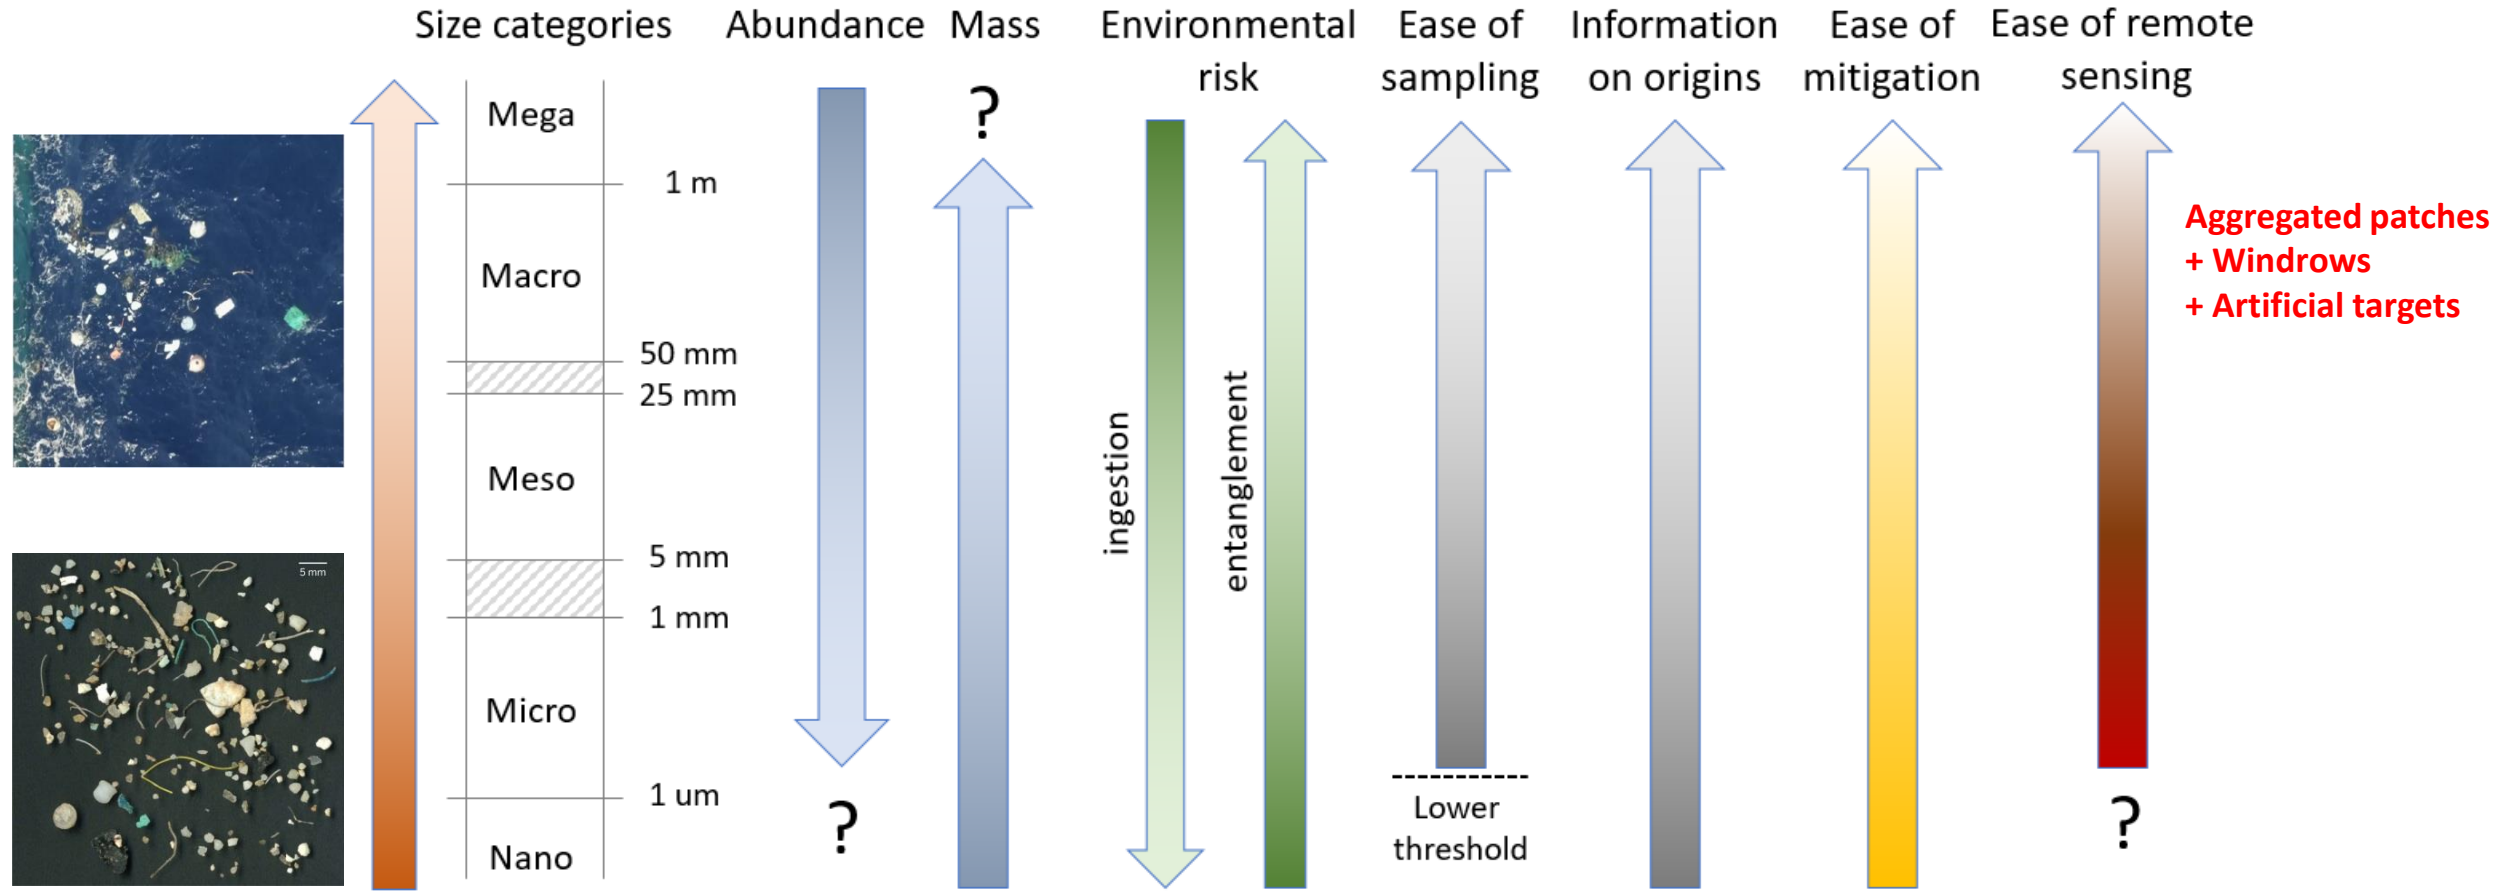 Size categories
Abundance
Mass
Environmental
risk
Ease of
sampling
Information
on origins
Ease of
mitigation
Ease of remote
sensing
Mega
1 m
Macro
50 mm
25 mm
Meso
5 mm
1 mm
Micro
1 um
Nano
?
?
ingestion
entanglement
Lower
threshold
?
Aggregated patches
+ Windrows
+ Artificial targets
5 mm